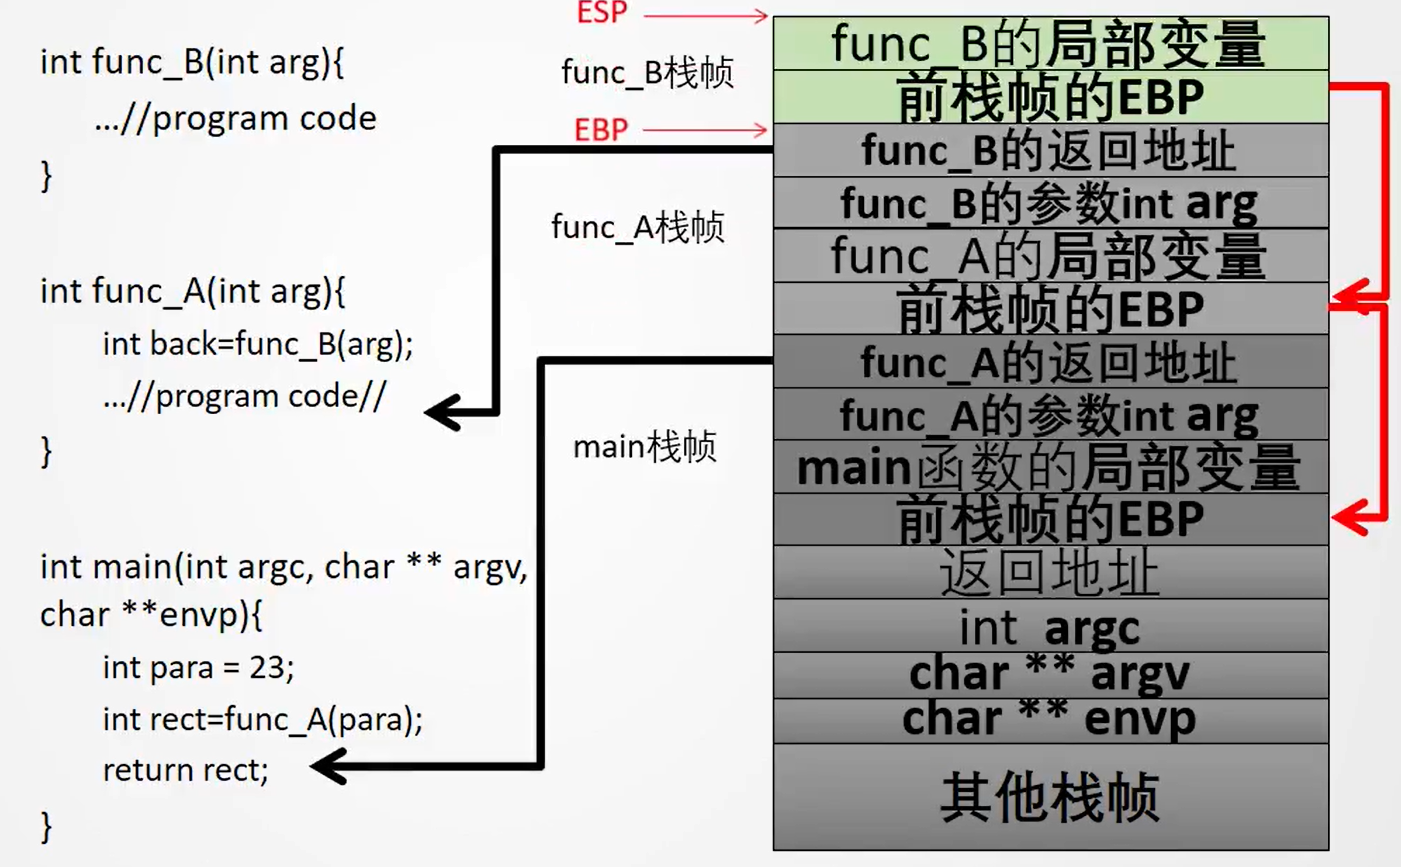 int func_B(int arg){
...//program code
}
int func_A(int arg){
int back=func_B(arg);
...//program code//
}
int main(int argc, char ** argv,
char **envp){
int para = 23;
int rect=func_A(para);
return rect;
}
ESP
func_B栈帧
EBP
func_A栈帧
main栈帧
func_B的局部变量
前栈帧的EBP
func_B的返回地址
func_B的参数int arg
func_A的局部变量
前栈帧的EBP
func_A的返回地址
func_A的参数int arg
main函数的局部变量
前栈帧的EBP
返回地址
int argc
char ** argv
char ** envp
其他栈帧